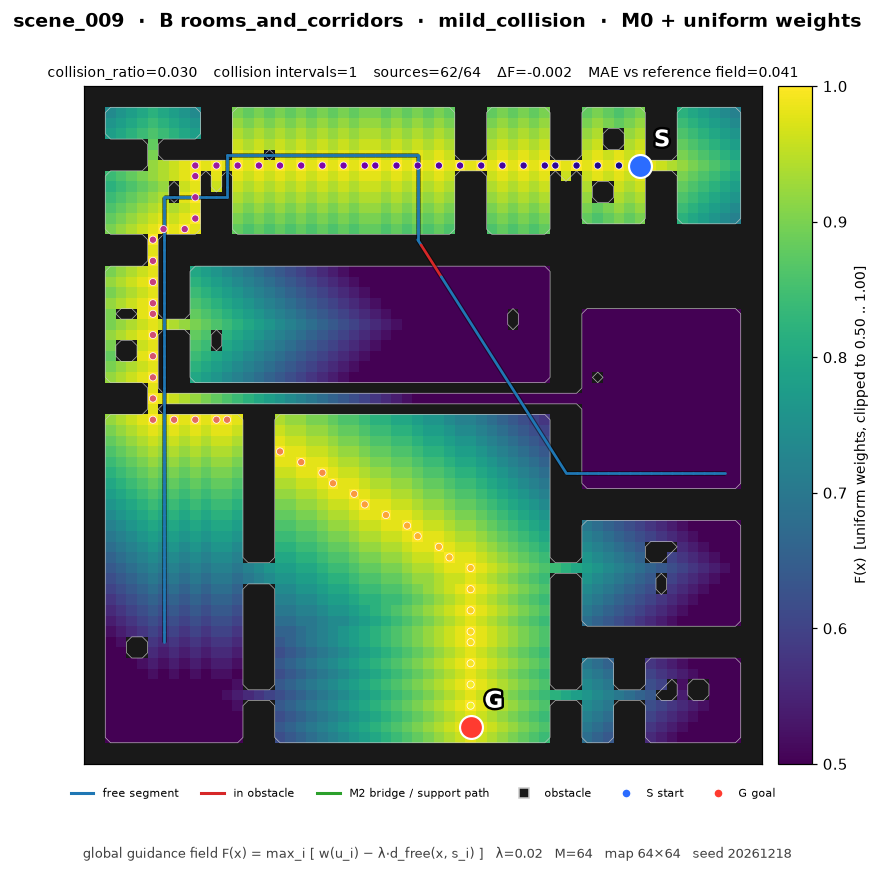 scene_009 · B rooms_and_corridors · mild_collision · M0 + uniform weights
collision_ratio=0.030 collision intervals=1 sources=62/64 ΔF=-0.002 MAE vs reference field=0.041
S
G
1.0
0.9
0.8
0.7
0.6
0.5
F(x) [uniform weights, clipped to 0.50 .. 1.00]
free segment in obstacle M2 bridge / support path obstacle S start G goal
global guidance field F(x) = max_i [ w(u_i) − λ·d_free(x, s_i) ] λ=0.02 M=64 map 64×64 seed 20261218